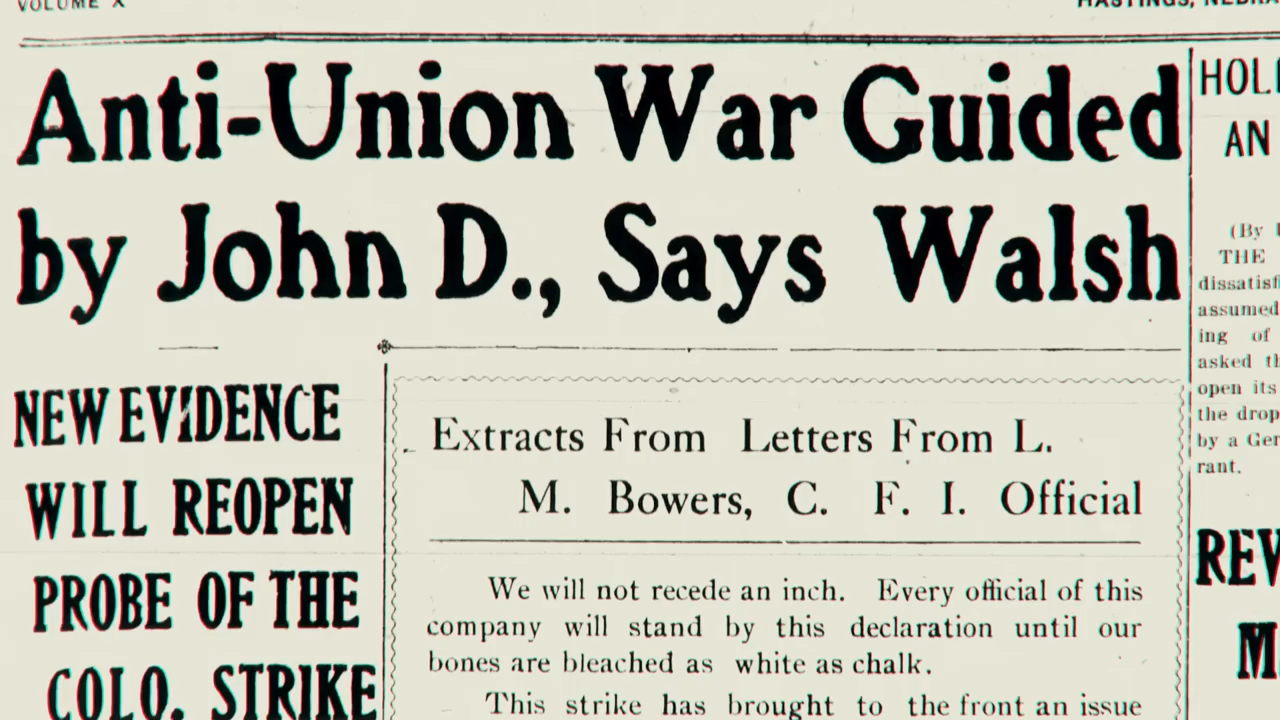 VOLUME X
HASTINGS,
Anti-Union War Guided
by John D., Says Walsh
NEW EVIDENCE
WILL REOPEN
PROBE OF THE
COLO. STRIKE
Extracts From Letters From L.
M. Bowers, C. F. I. Official
We will not recede an inch. Every official of this
company will stand by this declaration until our
bones are bleached as white as chalk.
This strike has brought to the front an issue
AN
(By
THE
dissatisf
assumed
ing of
asked th
open its
the drop
by a Ger
rant.
REV
M